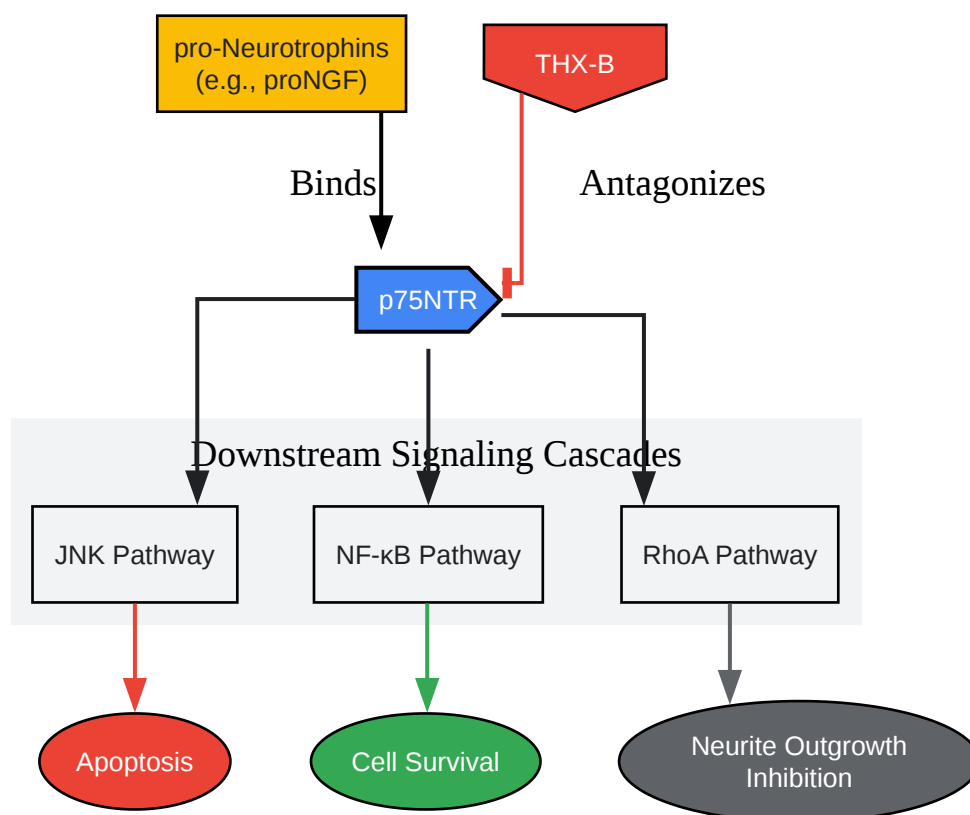 pro-Neurotrophins
(e.g., proNGF)
THX-B
Binds
Antagonizes
p75NTR
Downstream Signaling Cascades
JNK Pathway
NF-κB Pathway
RhoA Pathway
Apoptosis
Cell Survival
Neurite Outgrowth
Inhibition